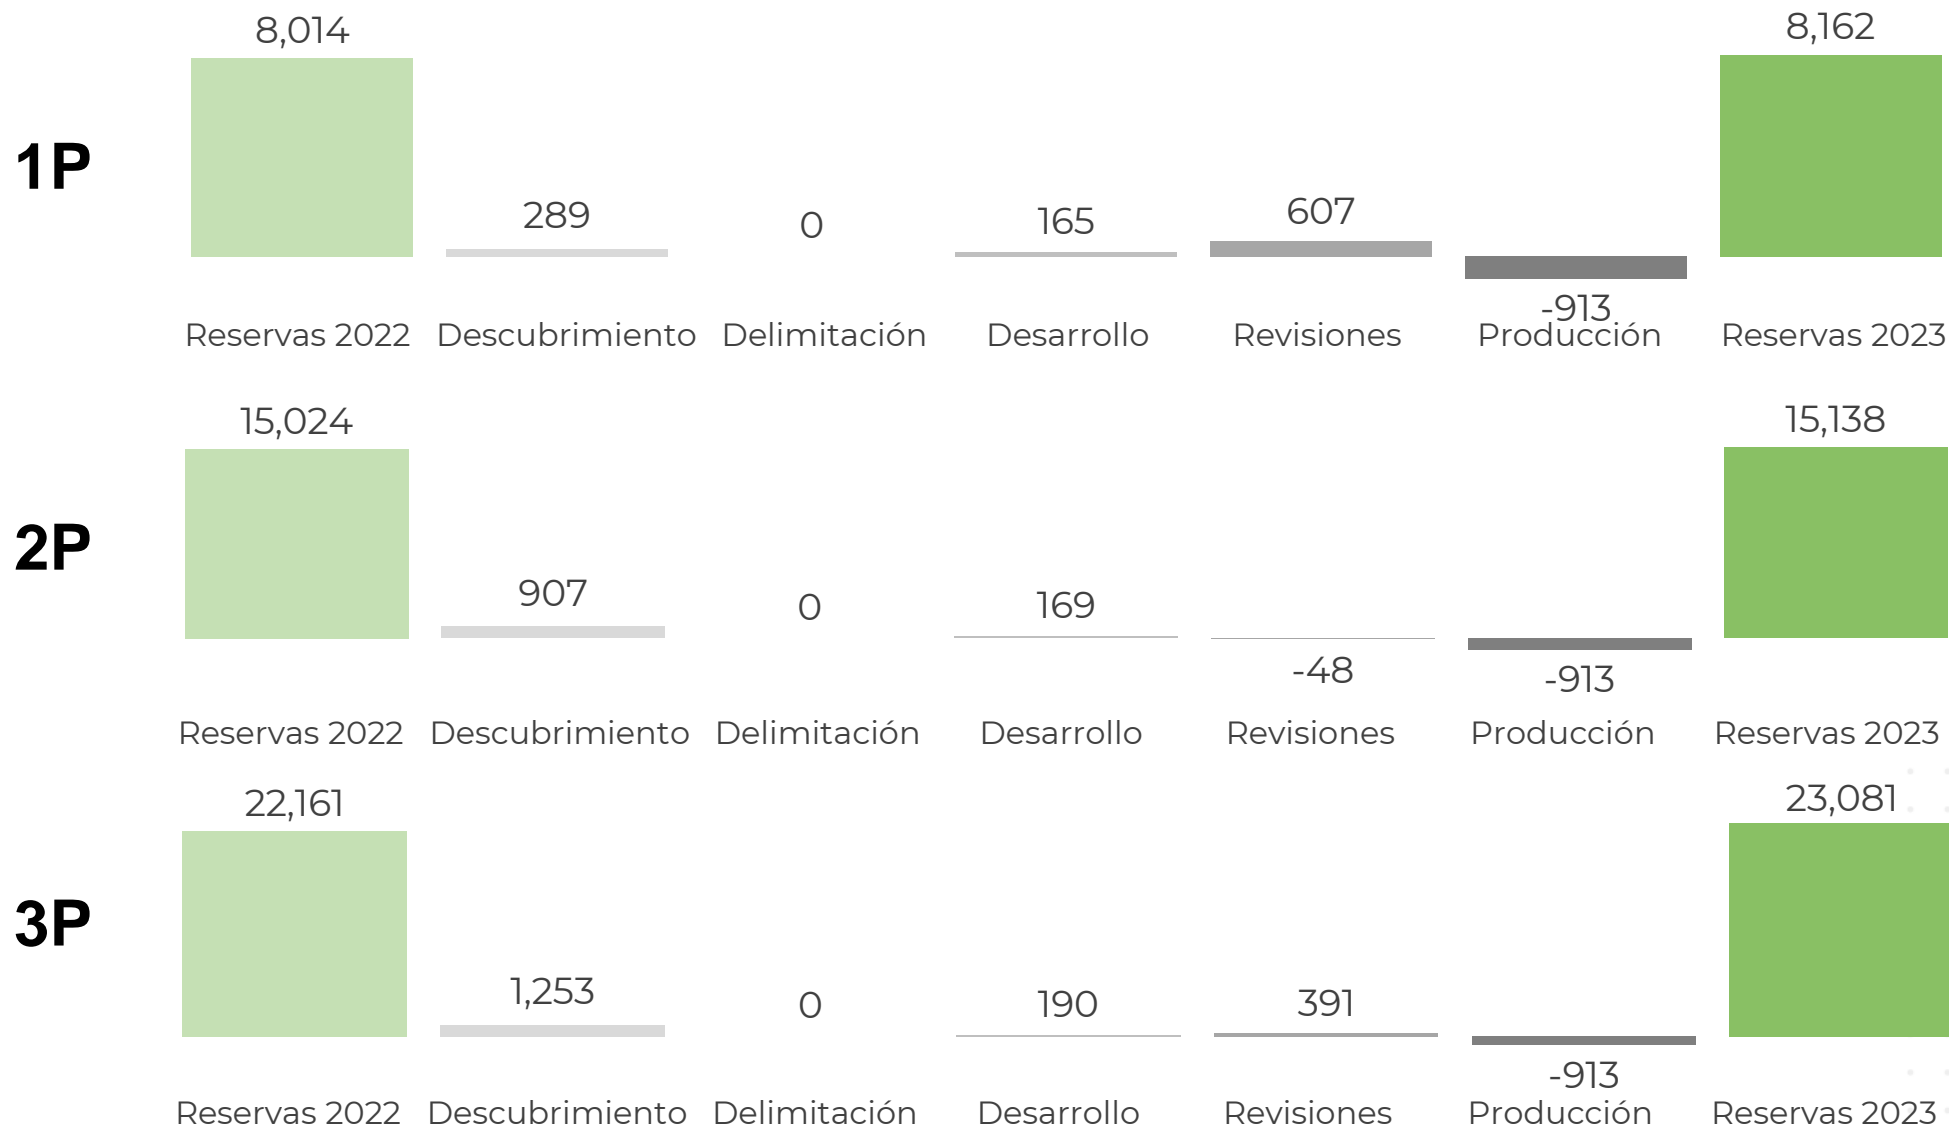 8,014 289 0 165 607 -913 8,162
1P
Reservas 2022 Descubrimiento Delimitación Desarrollo Revisiones Producción Reservas 2023
15,024 907 0 169 -48 -913 15,138
2P
Reservas 2022 Descubrimiento Delimitación Desarrollo Revisiones Producción Reservas 2023
22,161 1,253 0 190 391 -913 23,081
3P
Reservas 2022 Descubrimiento Delimitación Desarrollo Revisiones Producción Reservas 2023